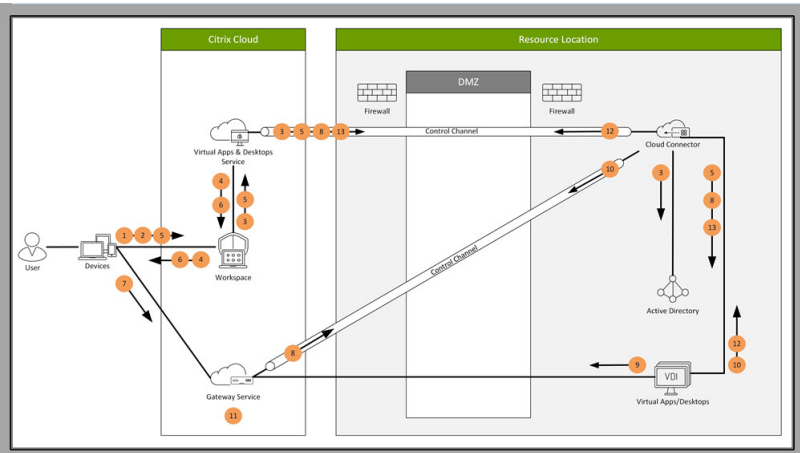 Citrix Cloud
Resource Location
DMZ
Firewall
Firewall
3 5 8 13
Control Channel
12
Virtual Apps & Desktops
Service
Cloud Connector
4
6
5
3
10
3
5
8
13
1 2 5
User
Devices
6 4
Workspace
Control Channel
7
Active Directory
8
12
10
9
VDI
Gateway Service
Virtual Apps/Desktops
11